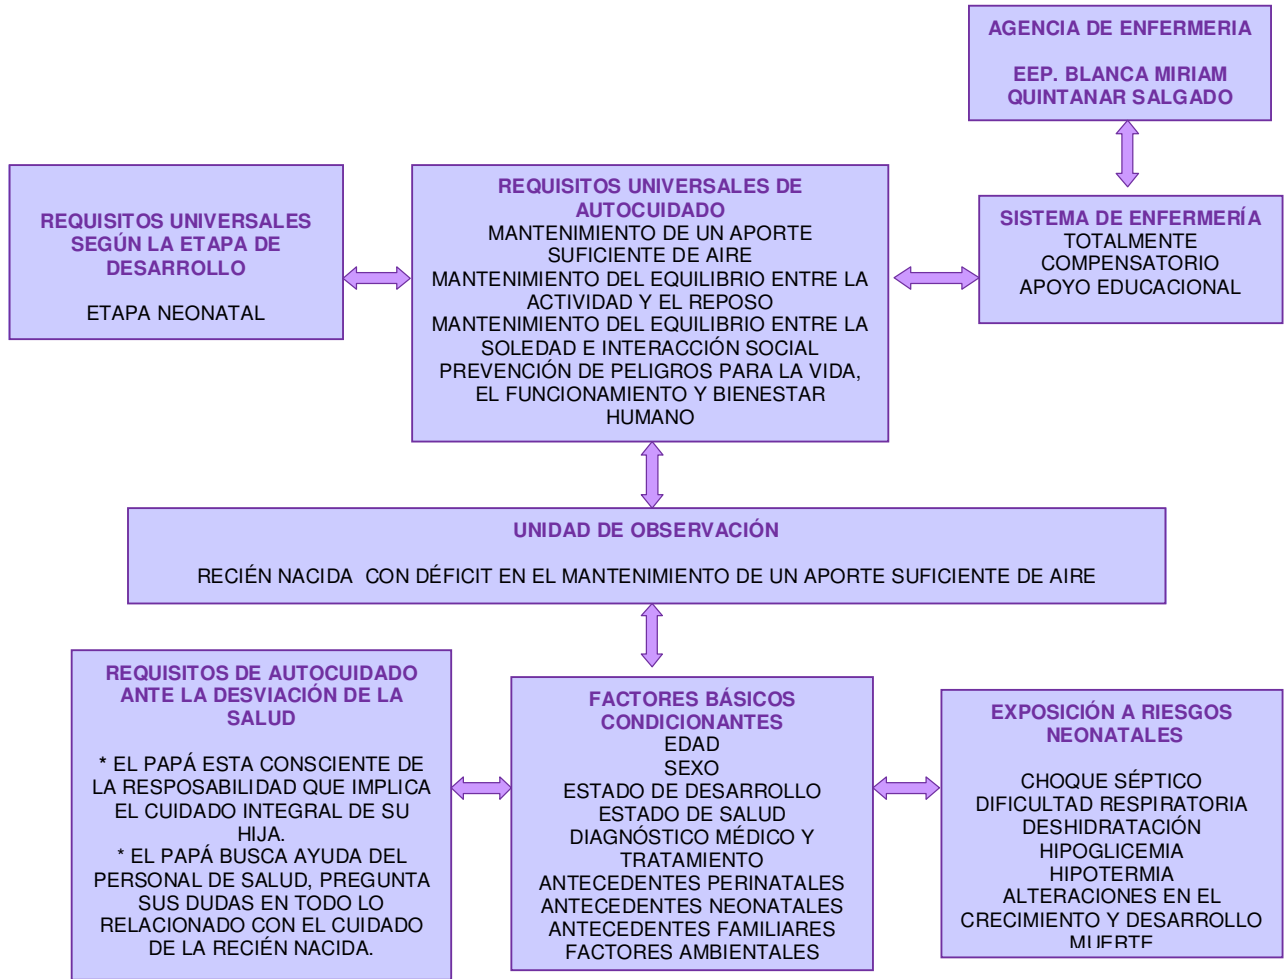 AGENCIA DE ENFERMERIA
EEP. BLANCA MIRIAM
QUINTANAR SALGADO
REQUISITOS UNIVERSALES
SEGÚN LA ETAPA DE
DESARROLLO
ETAPA NEONATAL
REQUISITOS UNIVERSALES DE
AUTOCUIDADO
MANTENIMIENTO DE UN APORTE
SUFICIENTE DE AIRE
MANTENIMIENTO DEL EQUILIBRIO ENTRE LA
ACTIVIDAD Y EL REPOSO
MANTENIMIENTO DEL EQUILIBRIO ENTRE LA
SOLEDAD E INTERACCIÓN SOCIAL
PREVENCIÓN DE PELIGROS PARA LA VIDA,
EL FUNCIONAMIENTO Y BIENESTAR
HUMANO
SISTEMA DE ENFERMERÍA
TOTALMENTE
COMPENSATORIO
APOYO EDUCACIONAL
UNIDAD DE OBSERVACIÓN
RECIÉN NACIDA CON DÉFICIT EN EL MANTENIMIENTO DE UN APORTE SUFICIENTE DE AIRE
REQUISITOS DE AUTOCUIDADO
ANTE LA DESVIACIÓN DE LA
SALUD
* EL PAPÁ ESTA CONSCIENTE DE
LA RESPOSABILIDAD QUE IMPLICA
EL CUIDADO INTEGRAL DE SU
HIJA.
* EL PAPÁ BUSCA AYUDA DEL
PERSONAL DE SALUD, PREGUNTA
SUS DUDAS EN TODO LO
RELACIONADO CON EL CUIDADO
DE LA RECIÉN NACIDA.
FACTORES BÁSICOS
CONDICIONANTES
EDAD
SEXO
ESTADO DE DESARROLLO
ESTADO DE SALUD
DIAGNÓSTICO MÉDICO Y
TRATAMIENTO
ANTECEDENTES PERINATALES
ANTECEDENTES NEONATALES
ANTECEDENTES FAMILIARES
FACTORES AMBIENTALES
EXPOSICIÓN A RIESGOS
NEONATALES
CHOQUE SÉPTICO
DIFICULTAD RESPIRATORIA
DESHIDRATACIÓN
HIPOGLICEMIA
HIPOTERMIA
ALTERACIONES EN EL
CRECIMIENTO Y DESARROLLO
MUERTE